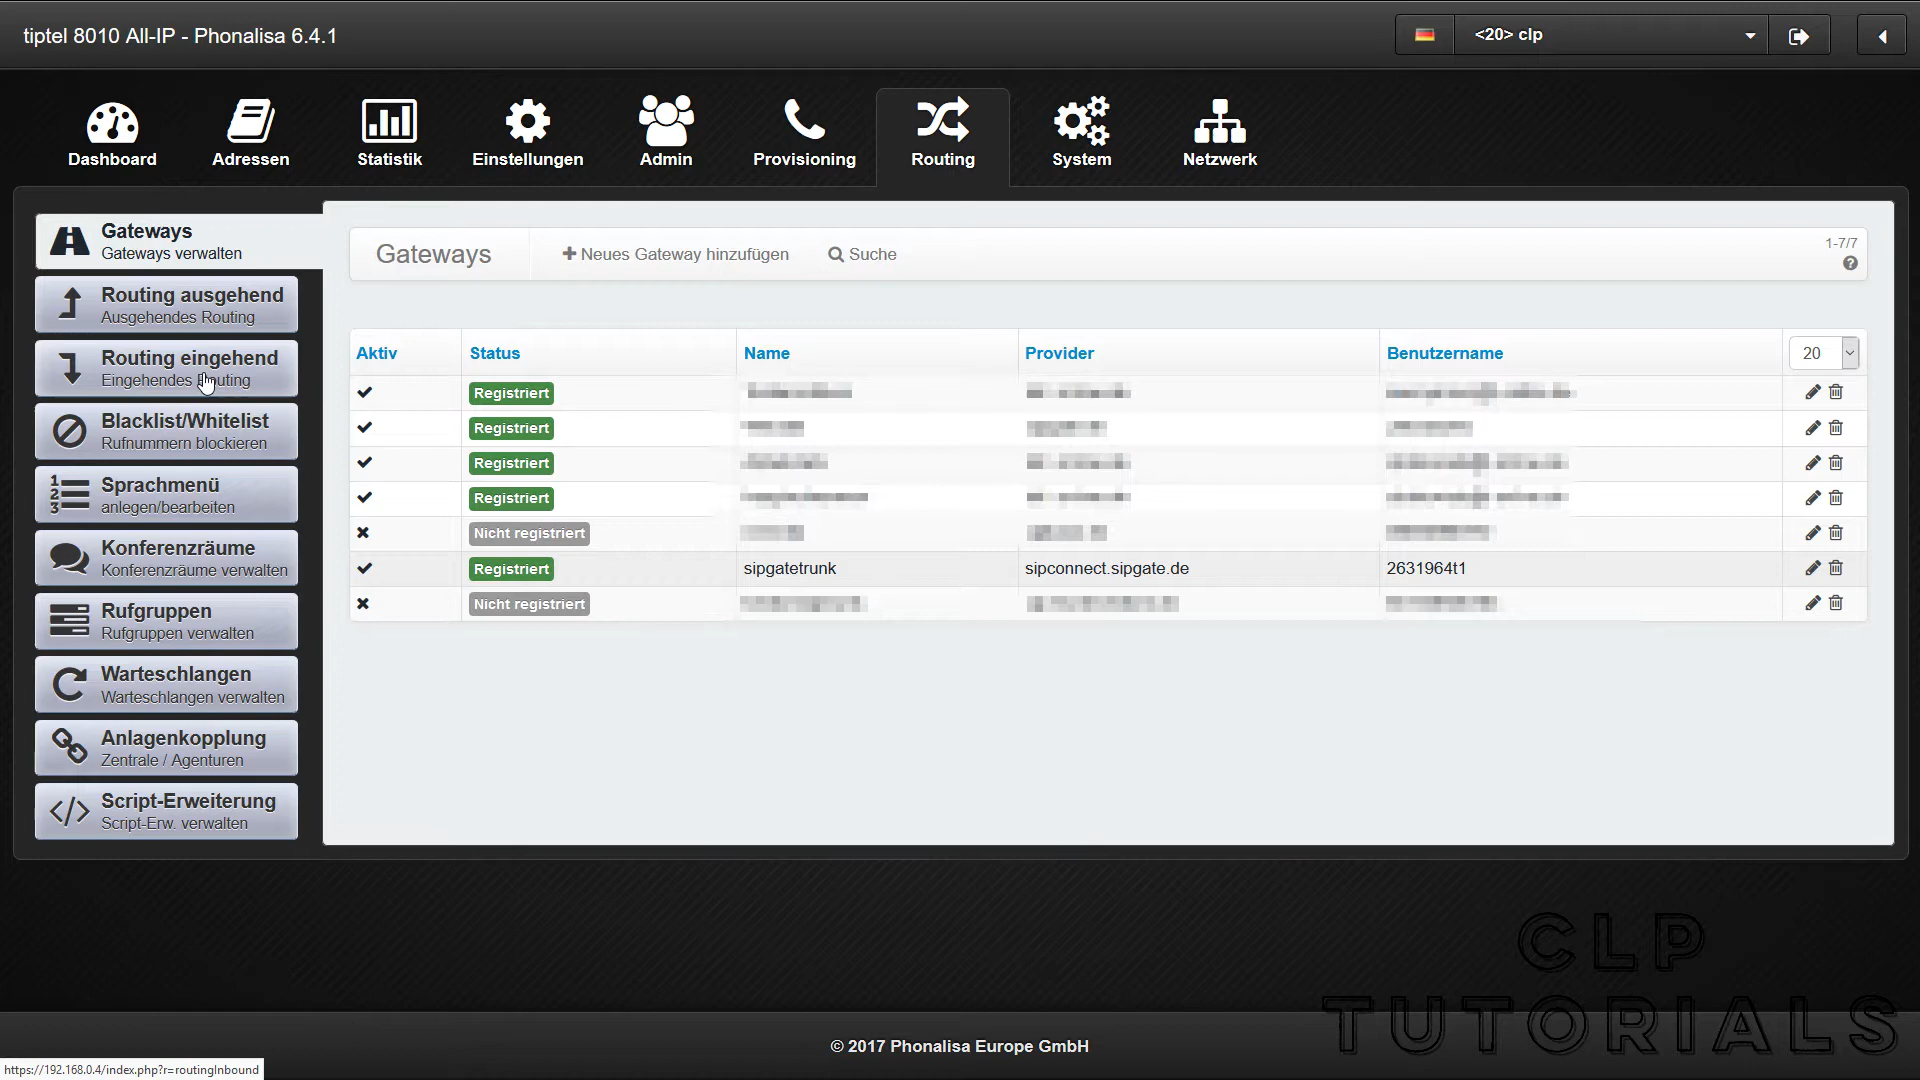 tiptel 8010 All-IP - Phonalisa 6.4.1
<20> clp
Dashboard
Adressen
Statistik
Einstellungen
Admin
Provisioning
Routing
System
Netzwerk
Gateways
Gateways verwalten
Routing ausgehend
Ausgehendes Routing
Routing eingehend
Eingehendes Routing
Blacklist/Whitelist
Rufnummern blockieren
Sprachmenü
anlegen/bearbeiten
Konferenzräume
Konferenzräume verwalten
Rufgruppen
Rufgruppen verwalten
Warteschlangen
Warteschlangen verwalten
Anlagenkopplung
Zentrale / Agenturen
Script-Erweiterung
Script-Erw. verwalten
Gateways
Neues Gateway hinzufügen
Suche
1-7/7
Aktiv Status Name Provider Benutzername 20
Registriert
Registriert
Registriert
Registriert
Nicht registriert
Registriert sipgatetrunk sipconnect.sipgate.de 2631964t1
Nicht registriert
CLP
TUTORIALS
© 2017 Phonalisa Europe GmbH
https://192.168.0.4/index.php?r=routingInbound